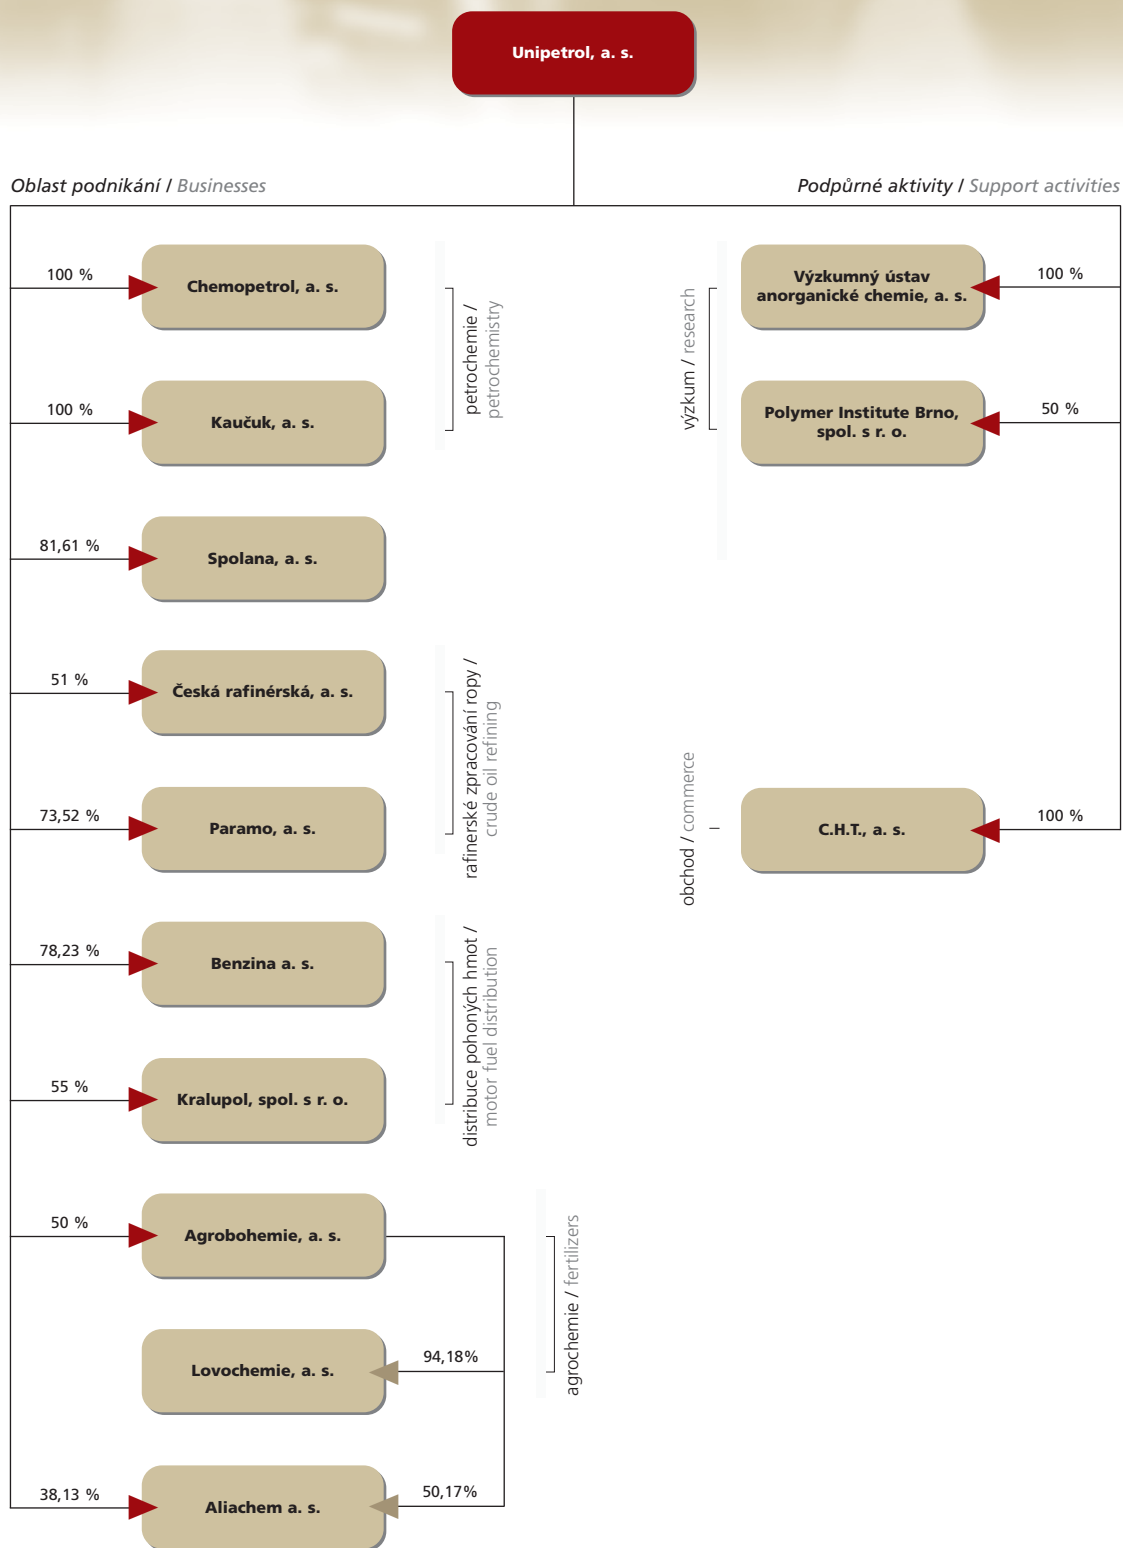 Unipetrol, a. s.
Oblast podnikání / Businesses
Podpůrné aktivity / Support activities
100 %
Chemopetrol, a. s.
100 %
Kaučuk, a. s.
petrochemie /
petrochemistry
81,61 %
Spolana, a. s.
51 %
Česká rafinérská, a. s.
73,52 %
Paramo, a. s.
rafinerské zpracování ropy /
crude oil refining
78,23 %
Benzina a. s.
55 %
Kralupol, spol. s r. o.
distribuce pohoných hmot /
motor fuel distribution
50 %
Agrobohemie, a. s.
Lovochemie, a. s.
94,18%
agrochemie / fertilizers
38,13 %
Aliachem a. s.
50,17%
výzkum / research
Výzkumný ústav
anorganické chemie, a. s.
100 %
Polymer Institute Brno,
spol. s r. o.
50 %
obchod / commerce
C.H.T., a. s.
100 %